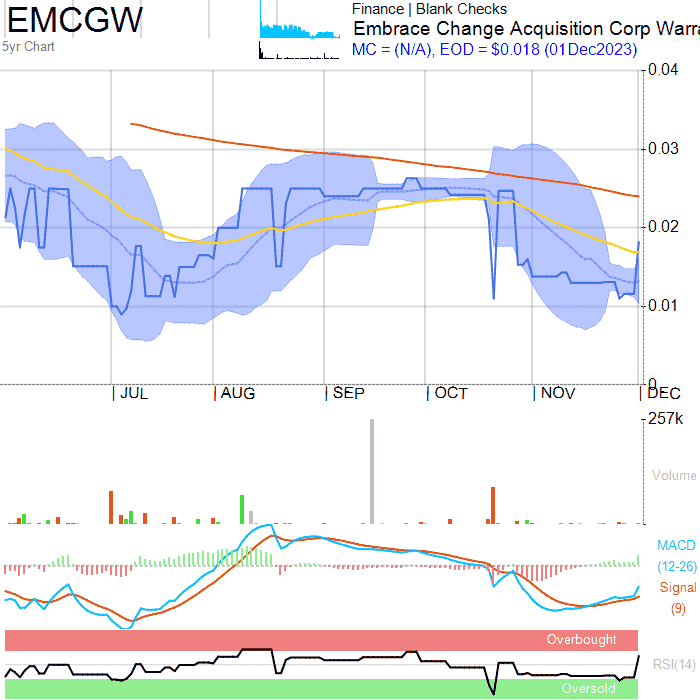 EMCGW
5yr Chart
Finance | Blank Checks
Embrace Change Acquisition Corp Warra
MC = (N/A), EOD = $0.018 (01Dec2023)
0.04
0.03
0.02
0.01
0
JUL AUG SEP OCT NOV DEC
257k
Volume
MACD
(12-26)
Signal
(9)
Overbought
RSI(14)
Oversold